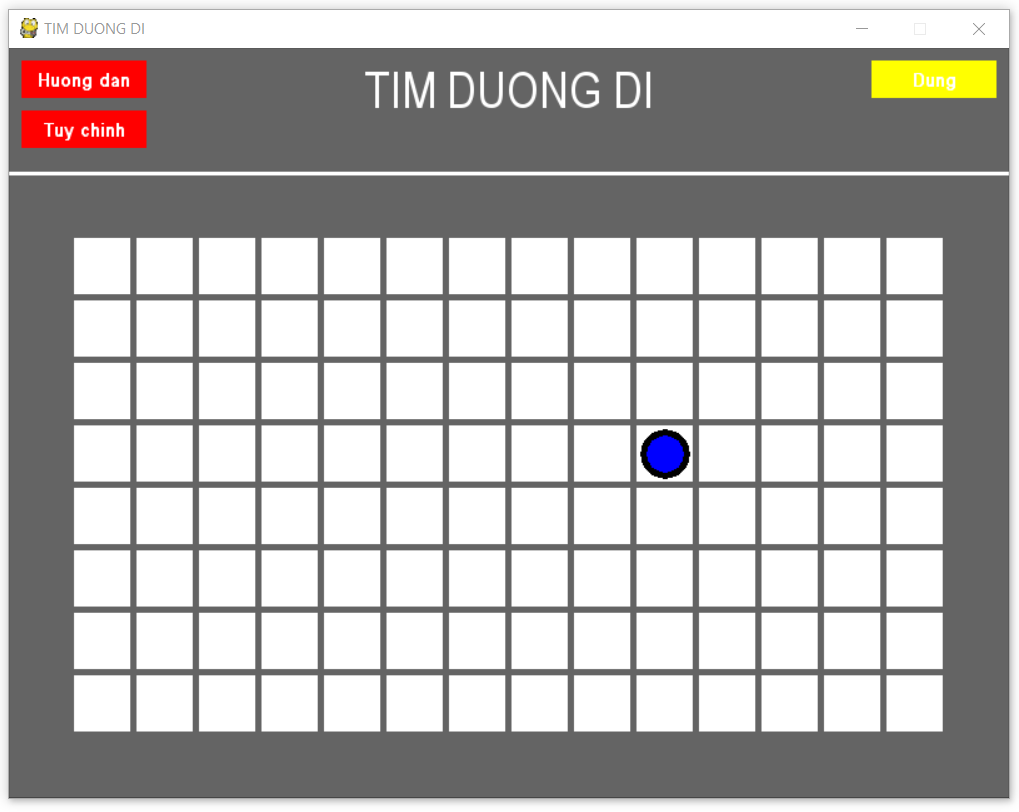 TIM DUONG DI
Huong dan
TIM DUONG DI
Dung
Tuy chinh